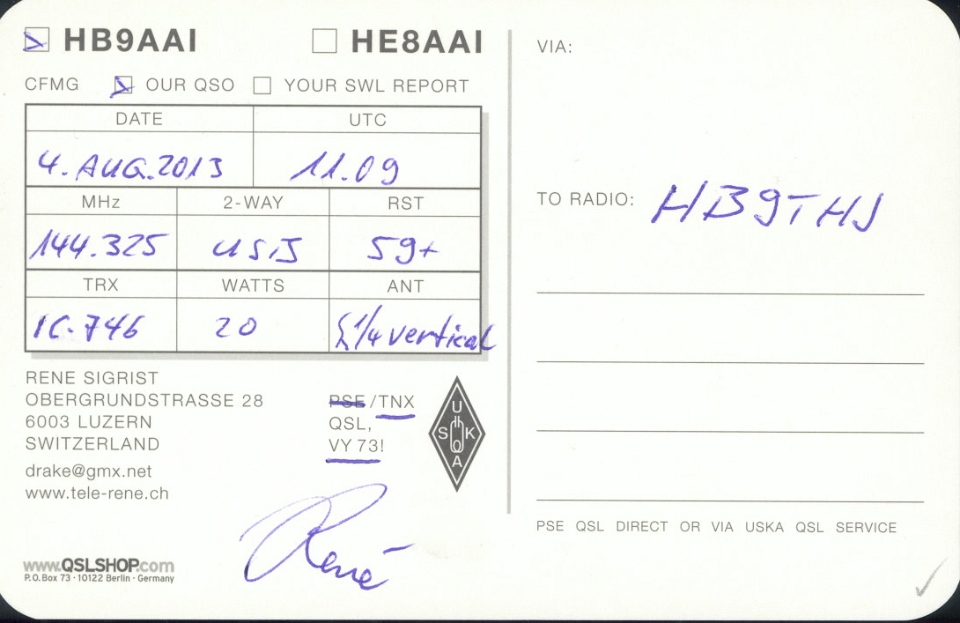 HB9AAI HE8AAI
CFMG OUR QSO YOUR SWL REPORT
DATE UTC
4. AUG. 2013 11.09
MHz 2-WAY RST
144.325 USB 59+
TRX WATTS ANT
IC-746 20 1/4 vertical
RENE SIGRIST
OBERGRUNDSTRASSE 28
6003 LUZERN
SWITZERLAND
drake@gmx.net
www.tele-rene.ch
PSE/TNX
QSL,
VY 73!
U
S K
A
René
www.QSLSHOP.com
P.O.Box 73 · 10122 Berlin · Germany
VIA:
TO RADIO: HB9THJ
PSE QSL DIRECT OR VIA USKA QSL SERVICE